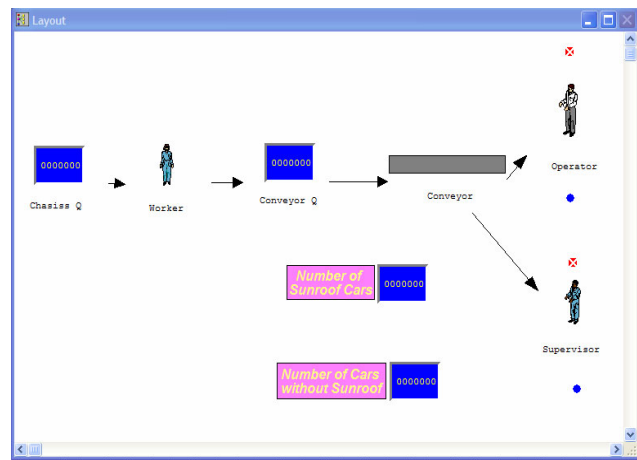 Layout
0000000
0000000
Chasiss Q
Worker
Conveyor Q
Conveyor
Operator
Number of
Sunroof Cars
0000000
Supervisor
Number of Cars
without Sunroof
0000000